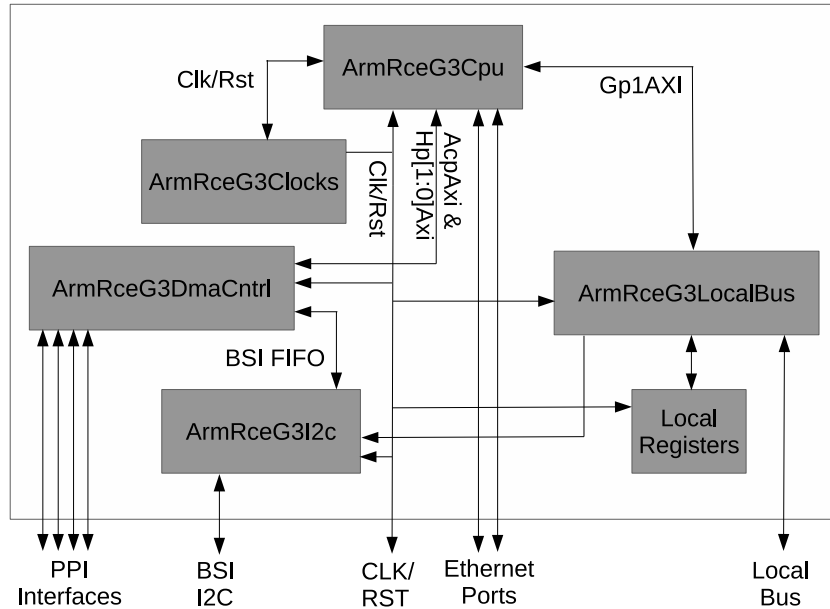 ArmRceG3Cpu
Clk/Rst
Gp1AXI
ArmRceG3Clocks
Clk/Rst
AcpAxi &
Hp[1:0]Axi
ArmRceG3DmaCntrl
ArmRceG3LocalBus
BSI FIFO
ArmRceG3I2c
Local
Registers
PPI
Interfaces
BSI
I2C
CLK/
RST
Ethernet
Ports
Local
Bus